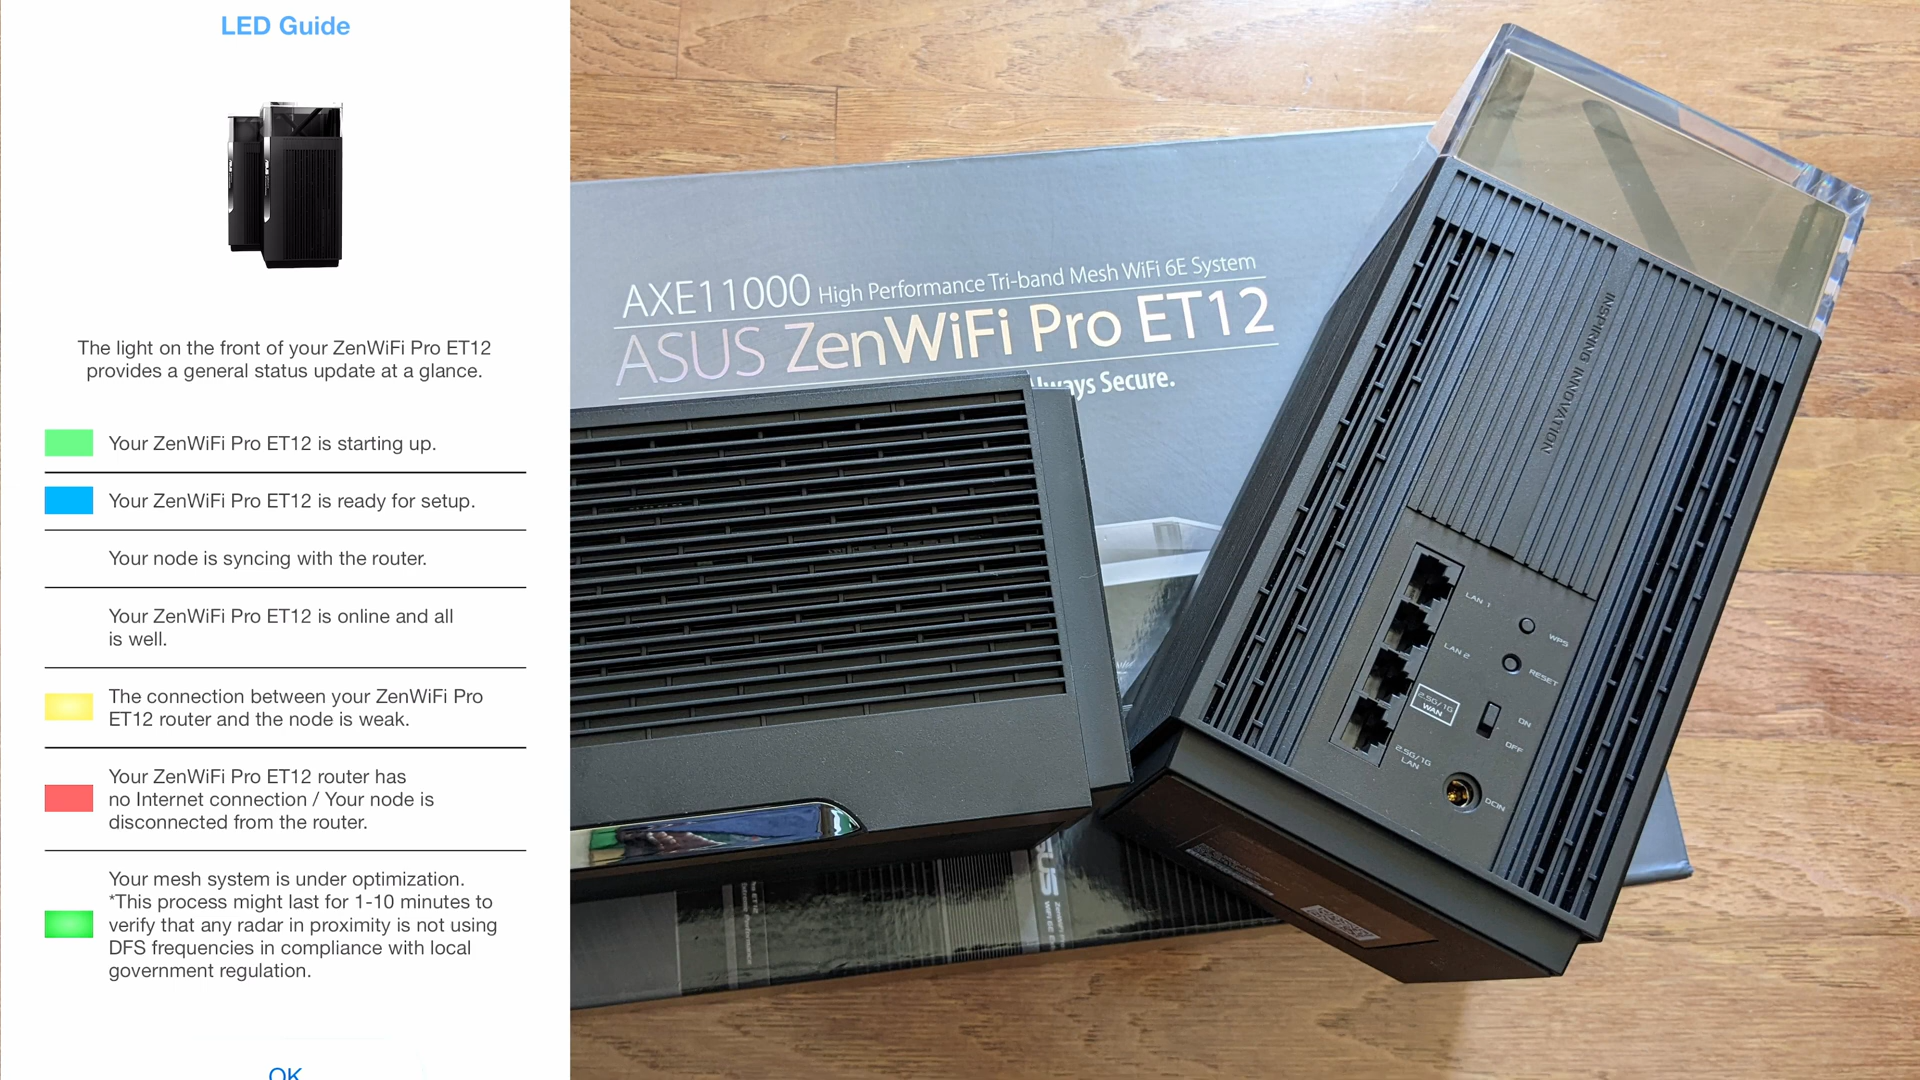 LED Guide
The light on the front of your ZenWiFi Pro ET12
provides a general status update at a glance.
Your ZenWiFi Pro ET12 is starting up.
Your ZenWiFi Pro ET12 is ready for setup.
Your node is syncing with the router.
Your ZenWiFi Pro ET12 is online and all
is well.
The connection between your ZenWiFi Pro
ET12 router and the node is weak.
Your ZenWiFi Pro ET12 router has
no Internet connection / Your node is
disconnected from the router.
Your mesh system is under optimization.
*This process might last for 1-10 minutes to
verify that any radar in proximity is not using
DFS frequencies in compliance with local
government regulation.
OK
AXE11000 High Performance Tri-band Mesh WiFi 6E System
ASUS ZenWiFi Pro ET12
Always Secure.
INSPIRING INNOVATION
LAN 1
WPS
LAN 2
RESET
2.5G/1G
WAN
ON
OFF
2.5G/1G
LAN
DCIN